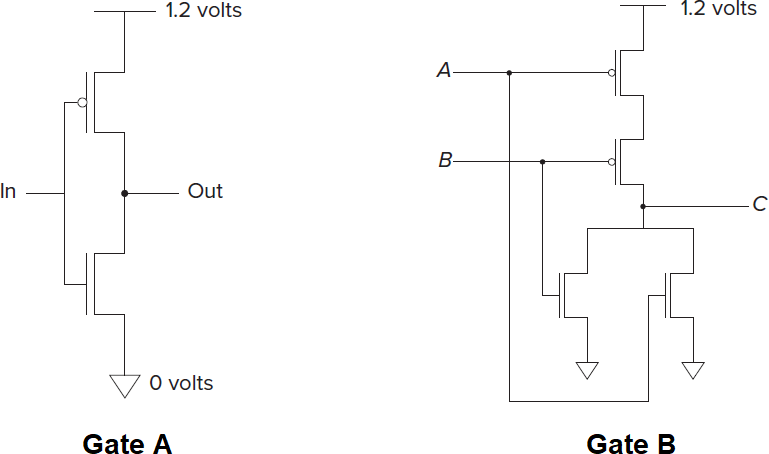 1.2 volts
In
Out
0 volts
Gate A
1.2 volts
A
B
C
Gate B